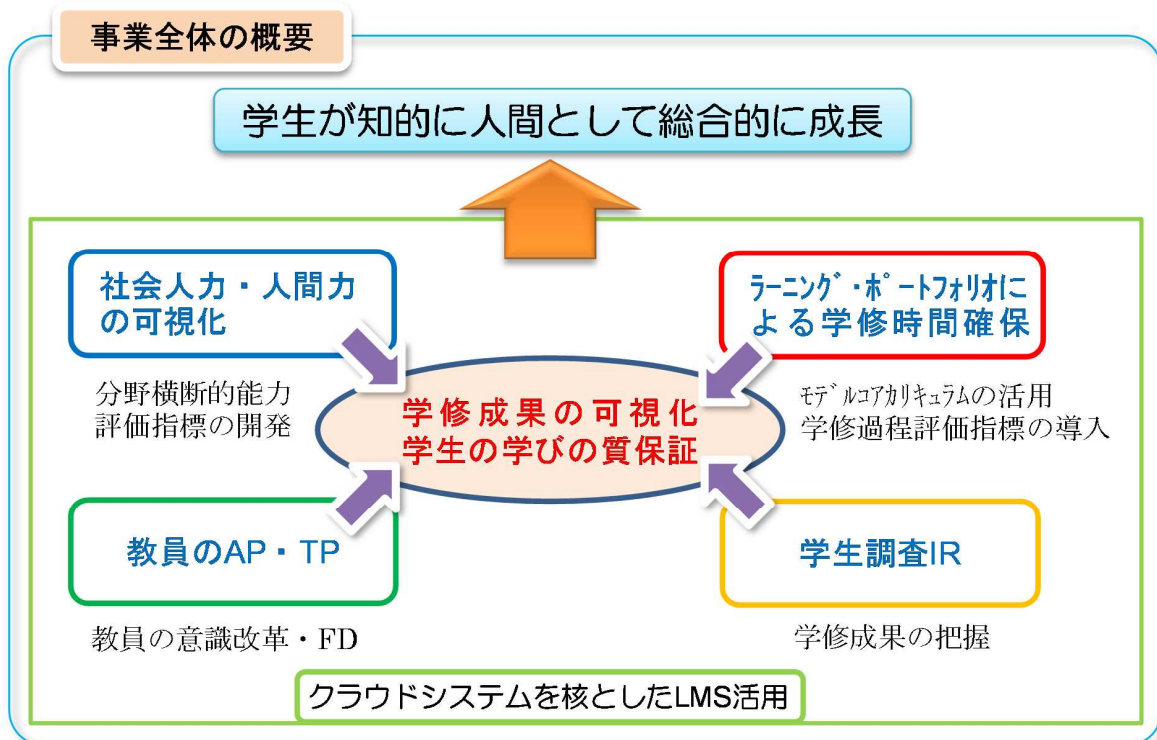 事業全体の概要
学生が知的に人間として総合的に成長
社会人力・人間力
の可視化
分野横断的能力
評価指標の開発
ﾗｰﾆﾝｸﾞ・ﾎﾟｰﾄﾌｫﾘｵに
よる学修時間確保
ﾓﾃﾞﾙｺｱｶﾘｷｭﾗﾑの活用
学修過程評価指標の導入
学修成果の可視化
学生の学びの質保証
教員のAP・TP
教員の意識改革・FD
学生調査IR
学修成果の把握
クラウドシステムを核としたLMS活用